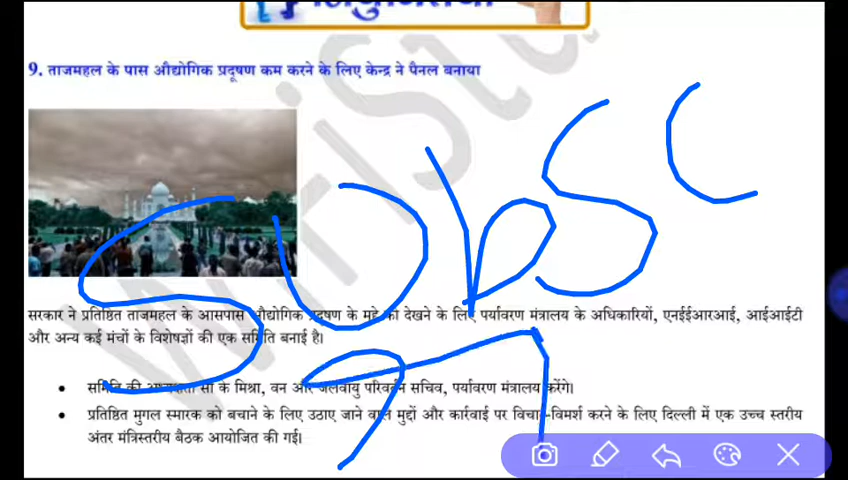 9. ताजमहल के पास औद्योगिक प्रदूषण कम करने के लिए केन्द्र ने पैनल बनाया
सरकार ने प्रतिष्ठित ताजमहल के आसपास औद्योगिक प्रदूषण के मुद्दे को देखने के लिए पर्यावरण मंत्रालय के अधिकारियों, एनईईआरआई, आईआईटी
और अन्य कई मंचों के विशेषज्ञों की एक समिति बनाई है।
समिति की अध्यक्षता सी के मिश्रा, वन और जलवायु परिवर्तन सचिव, पर्यावरण मंत्रालय करेंगे।
प्रतिष्ठित मुगल स्मारक को बचाने के लिए उठाए जाने वाले मुद्दों और कार्रवाई पर विचार-विमर्श करने के लिए दिल्ली में एक उच्च स्तरीय
अंतर मंत्रिस्तरीय बैठक आयोजित की गई।